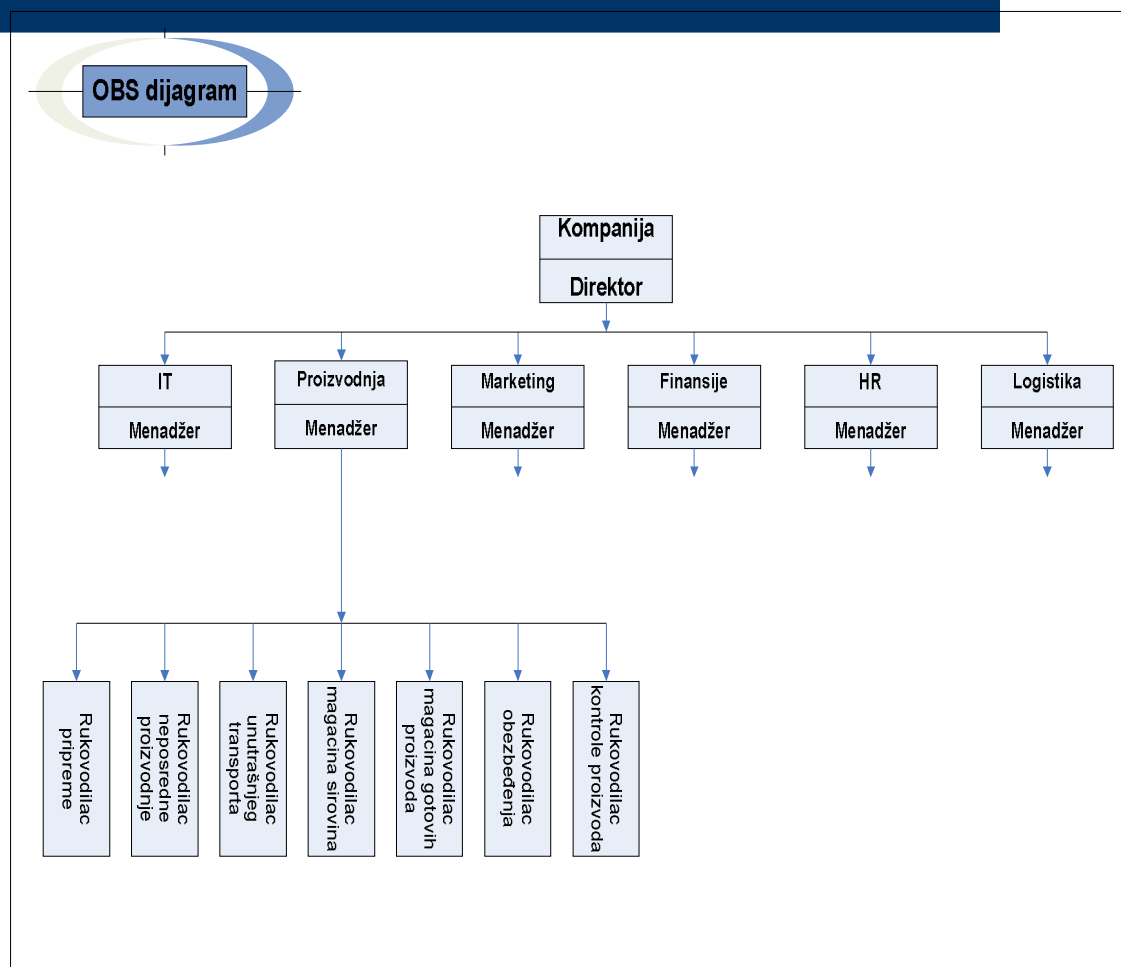 OBS dijagram
Kompanija
Direktor
IT
Menadžer
Proizvodnja
Menadžer
Marketing
Menadžer
Finansije
Menadžer
HR
Menadžer
Logistika
Menadžer
Rukovodilac
pripreme
Rukovodilac
neposredne
proizvodnje
Rukovodilac
unutrašnjeg
transporta
Rukovodilac
magacina sirovina
Rukovodilac
magacina gotovih
proizvoda
Rukovodilac
obezbeđenja
Rukovodilac
kontrole proizvoda